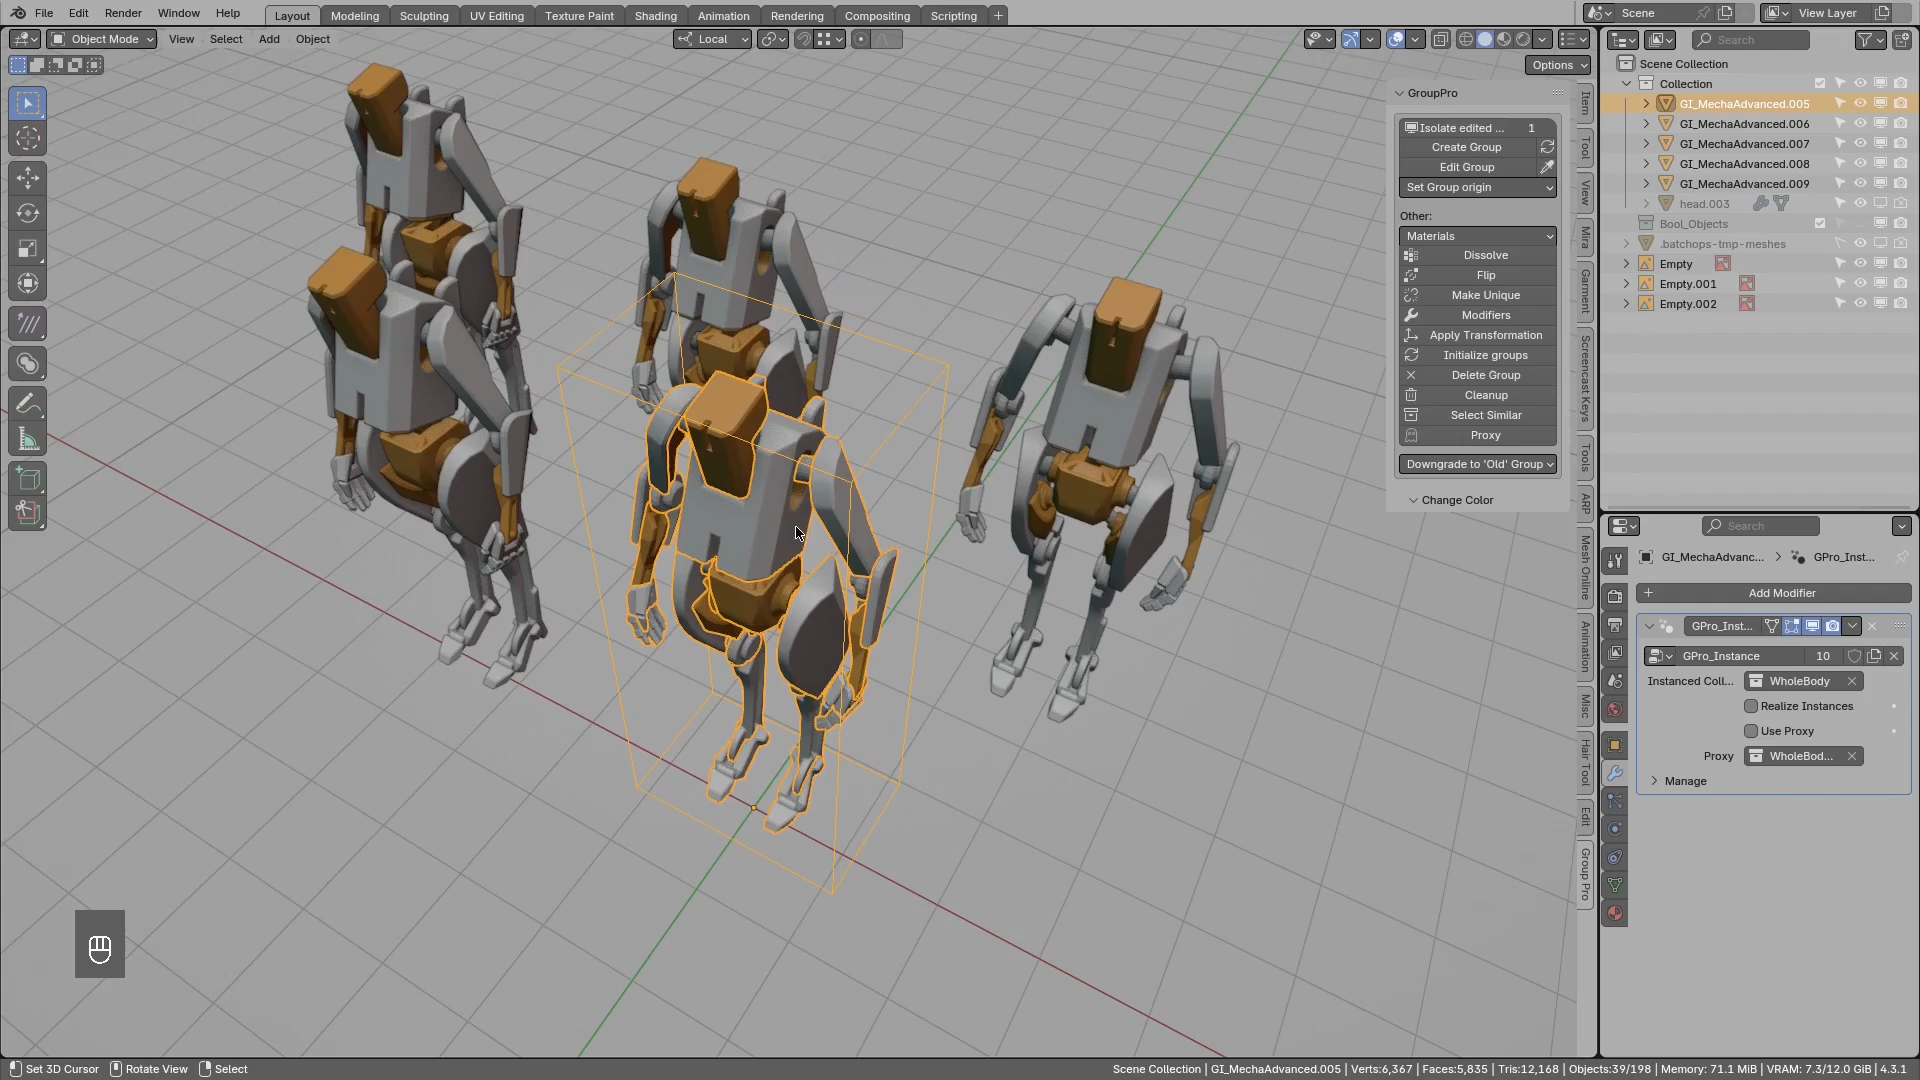 File Edit Render Window Help Layout Modeling Sculpting UV Editing Texture Paint Shading Animation Rendering Compositing Scripting + Scene View Layer
Object Mode View Select Add Object Local Search
Options
GroupPro
Isolate edited ... 1
Create Group
Edit Group
Set Group origin
Other:
Materials
Dissolve
Flip
Make Unique
Modifiers
Apply Transformation
Initialize groups
Delete Group
Cleanup
Select Similar
Proxy
Downgrade to 'Old' Group
Change Color
Item
Tool
View
Mira
Garment
Screencast Keys
Tools
ARP
Mesh Online
Animation
Misc
Hair Tool
Edit
Group Pro
Scene Collection
Collection
GI_MechaAdvanced.005
GI_MechaAdvanced.006
GI_MechaAdvanced.007
GI_MechaAdvanced.008
GI_MechaAdvanced.009
head.003
Bool_Objects
.batchops-tmp-meshes
Empty
Empty.001
Empty.002
Search
GI_MechaAdvanc... GPro_Inst...
+ Add Modifier
GPro_Inst...
GPro_Instance 10
Instanced Coll... WholeBody
Realize Instances
Use Proxy
Proxy WholeBod...
Manage
Set 3D Cursor Rotate View Select Scene Collection | GI_MechaAdvanced.005 | Verts:6,367 | Faces:5,835 | Tris:12,168 | Objects:39/198 | Memory: 71.1 MiB | VRAM: 7.3/12.0 GiB | 4.3.1